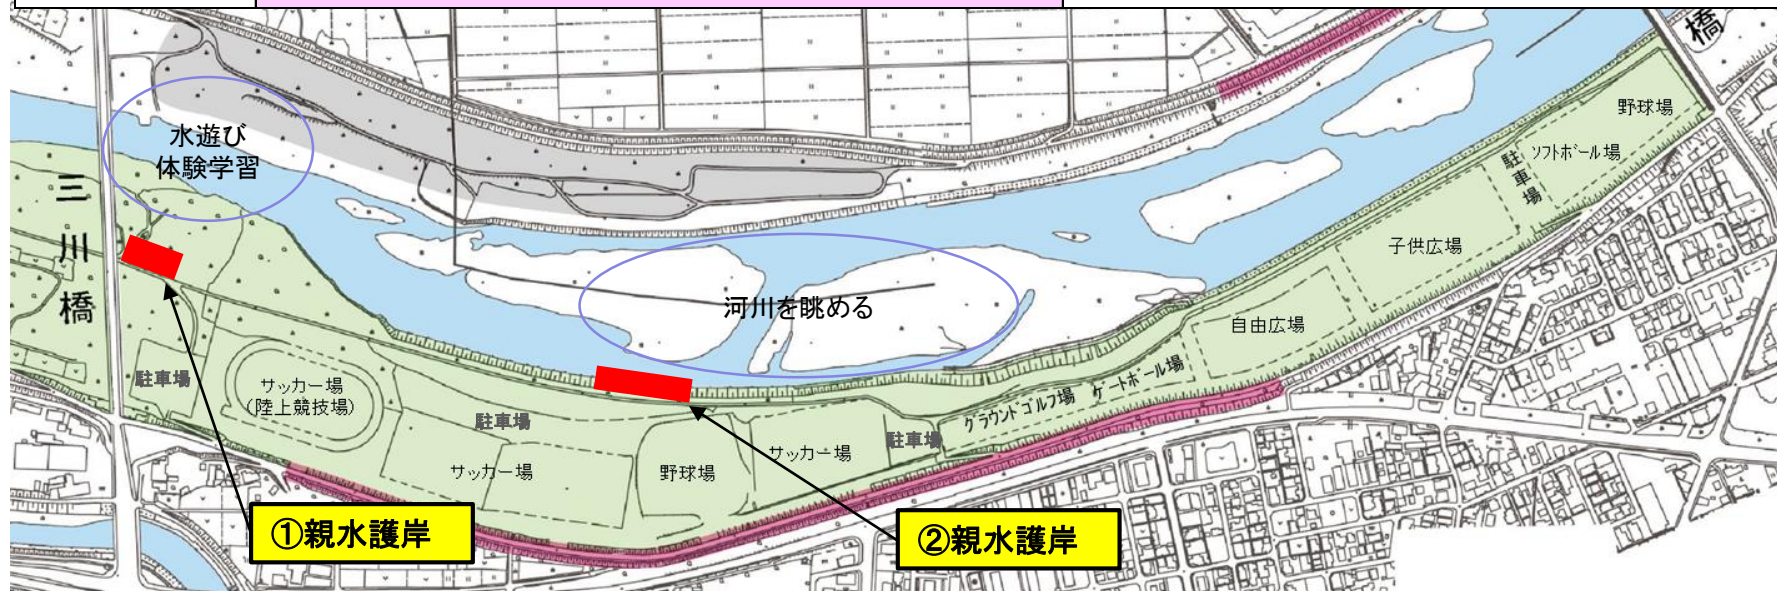 橋
野球場
ソフトボール場
駐車場
子供広場
自由広場
水遊び
体験学習
三川橋
河川を眺める
駐車場
サッカー場
(陸上競技場)
駐車場
サッカー場
野球場
サッカー場
駐車場
グラウンドゴルフ場
ゲートボール場
①親水護岸
②親水護岸